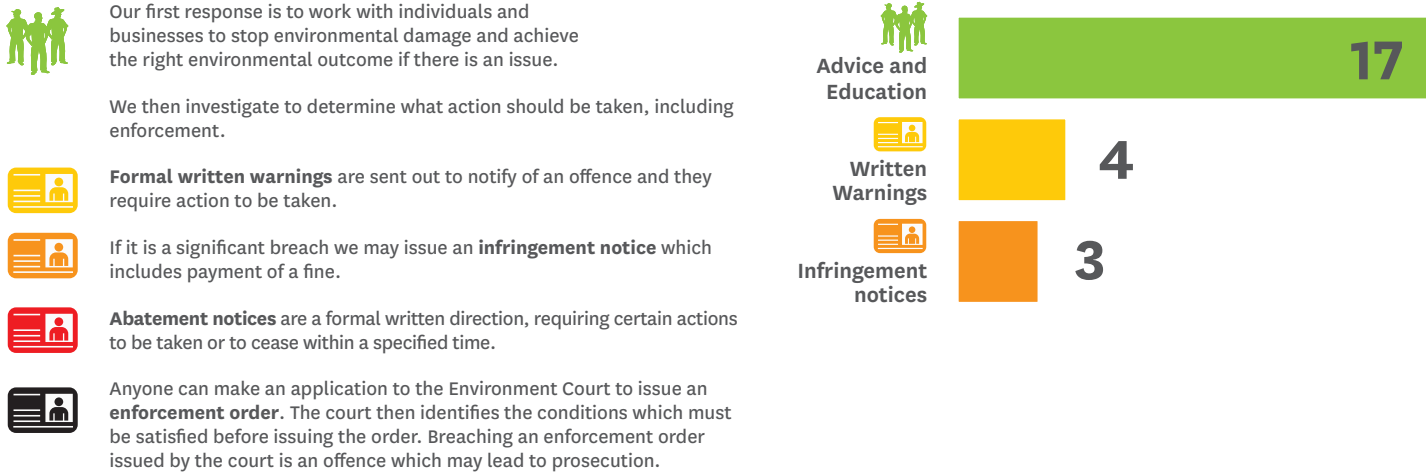 Our first response is to work with individuals and
businesses to stop environmental damage and achieve
the right environmental outcome if there is an issue.
We then investigate to determine what action should be taken, including
enforcement.
Formal written warnings are sent out to notify of an offence and they
require action to be taken.
If it is a significant breach we may issue an infringement notice which
includes payment of a fine.
Abatement notices are a formal written direction, requiring certain actions
to be taken or to cease within a specified time.
Anyone can make an application to the Environment Court to issue an
enforcement order. The court then identifies the conditions which must
be satisfied before issuing the order. Breaching an enforcement order
issued by the court is an offence which may lead to prosecution.
Advice and
Education
17
Written
Warnings
4
Infringement
notices
3